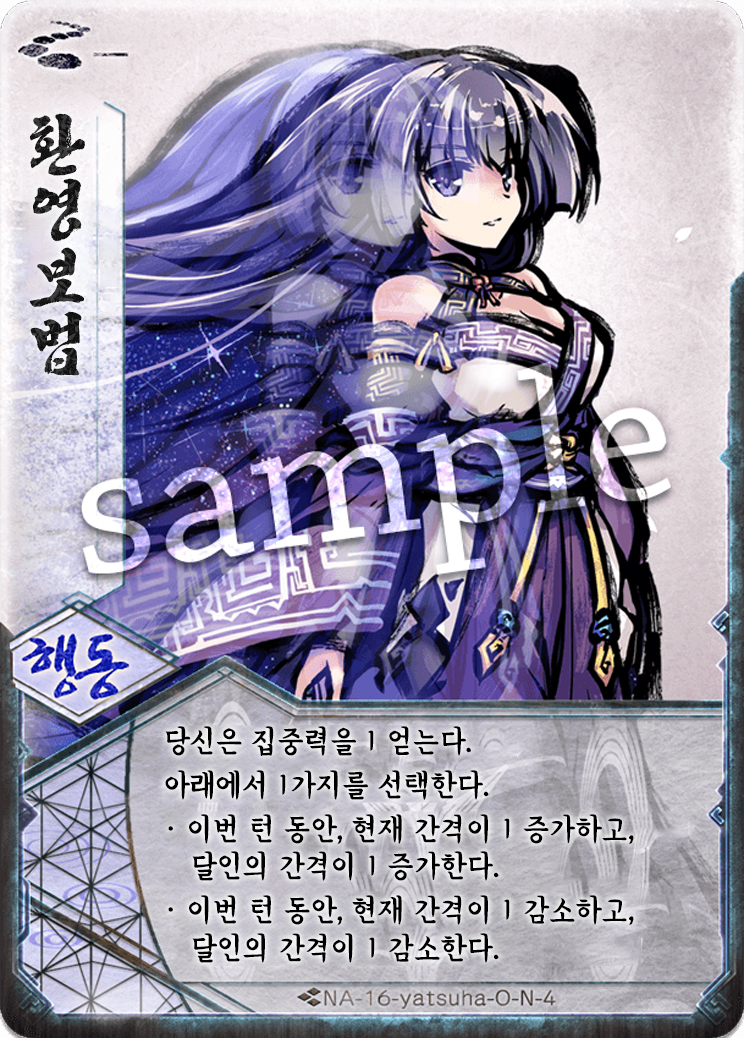 환영보법
sample
행동
당신은 집중력을 1 얻는다.
아래에서 1가지를 선택한다.
· 이번 턴 동안, 현재 간격이 1 증가하고,
달인의 간격이 1 증가한다.
· 이번 턴 동안, 현재 간격이 1 감소하고,
달인의 간격이 1 감소한다.
NA-16-yatsuha-O-N-4